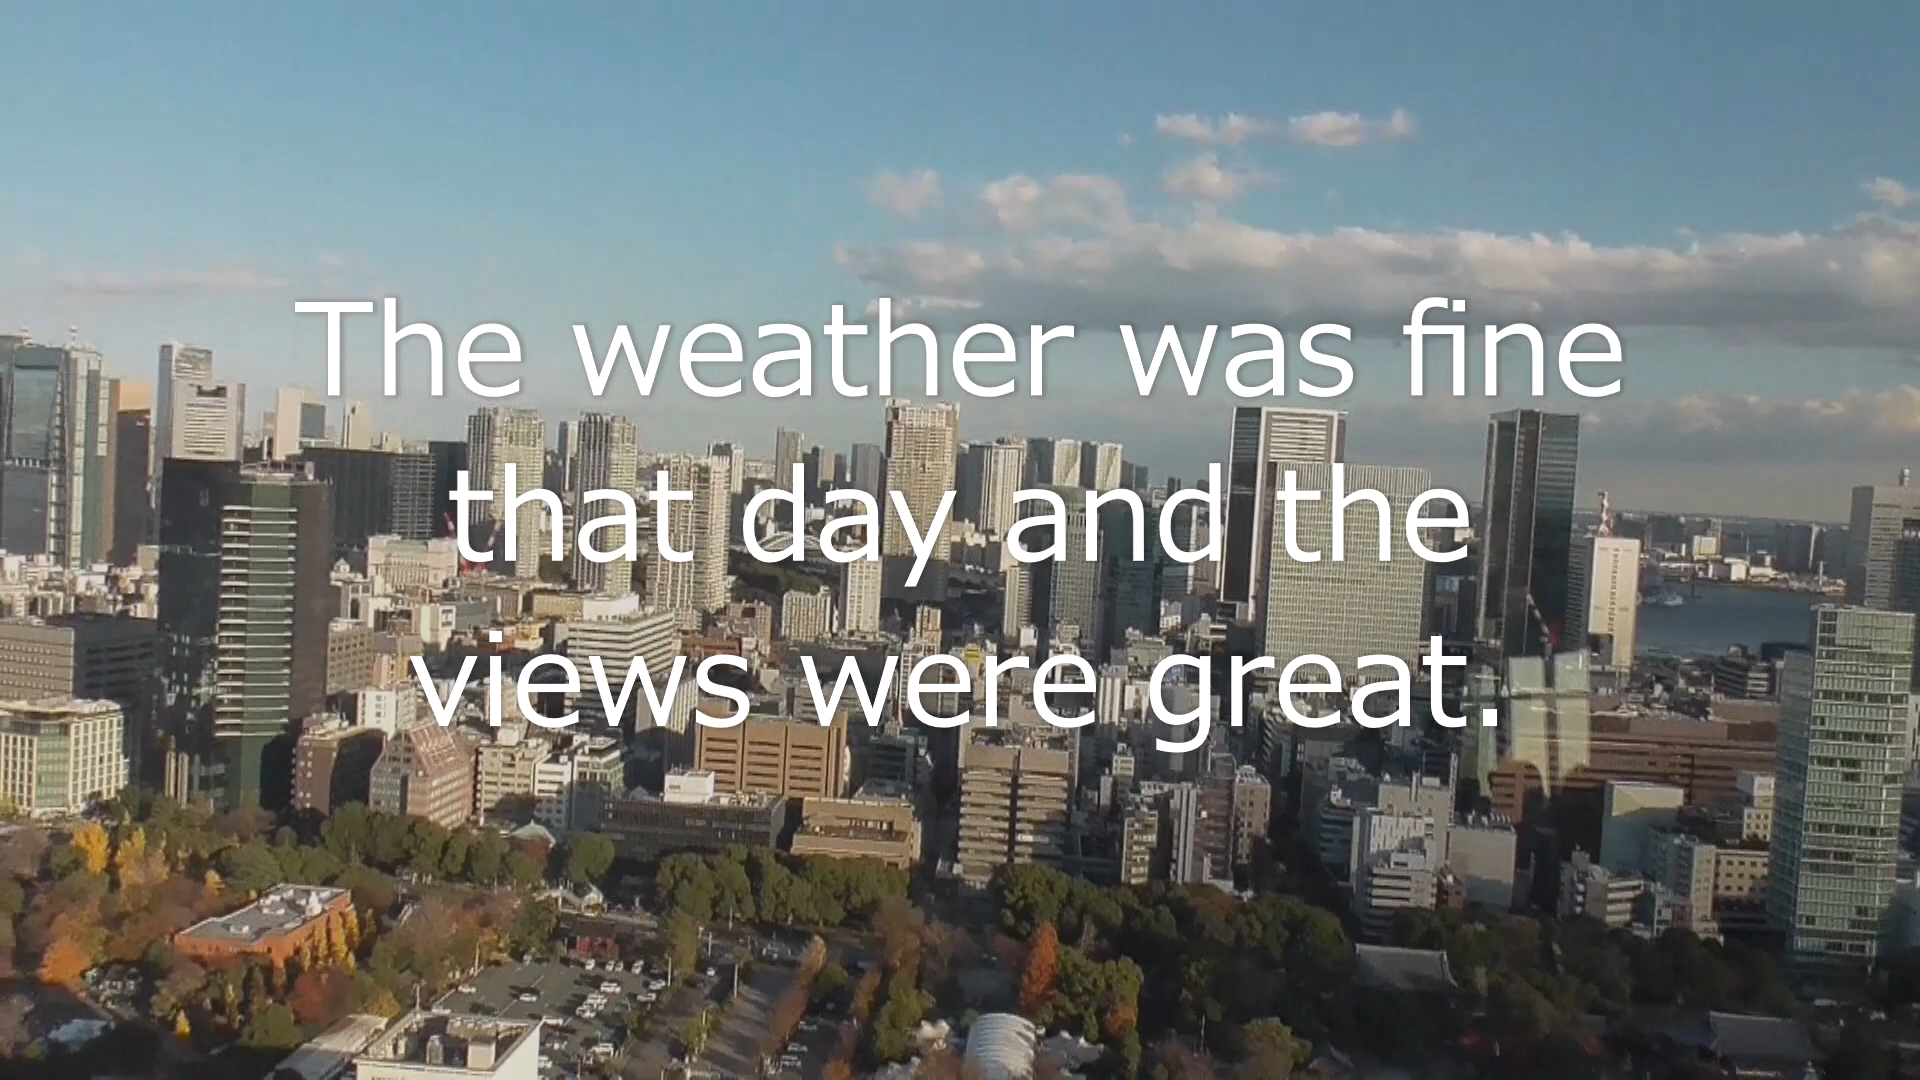 The weather was fine
that day and the
views were great.